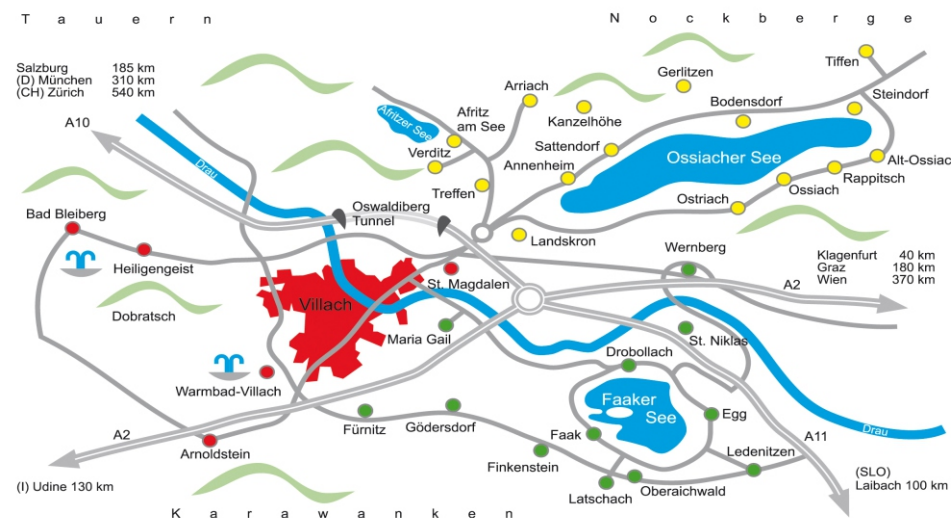 Tauern
Nockberge
Salzburg 185 km
(D) München 310 km
(CH) Zürich 540 km
A10
Drau
Afritzer See
Afritz
am See
Arriach
Verditz
Treffen
Kanzelhöhe
Gerlitzen
Tiffen
Steindorf
Bodensdorf
Sattendorf
Annenheim
Ossiacher See
Alt-Ossiach
Rappitsch
Ossiach
Ostriach
Landskron
Oswaldiberg
Tunnel
Bad Bleiberg
Heiligengeist
Dobratsch
Villach
St. Magdalen
Maria Gail
Warmbad-Villach
Wernberg
Klagenfurt 40 km
Graz 180 km
Wien 370 km
A2
St. Niklas
Drobollach
Faaker
See
Egg
Faak
Ledenitzen
A11
Drau
(SLO)
Laibach 100 km
Oberaichwald
Latschach
Finkenstein
Gödersdorf
Fürnitz
Arnoldstein
A2
(I) Udine 130 km
Karawanken